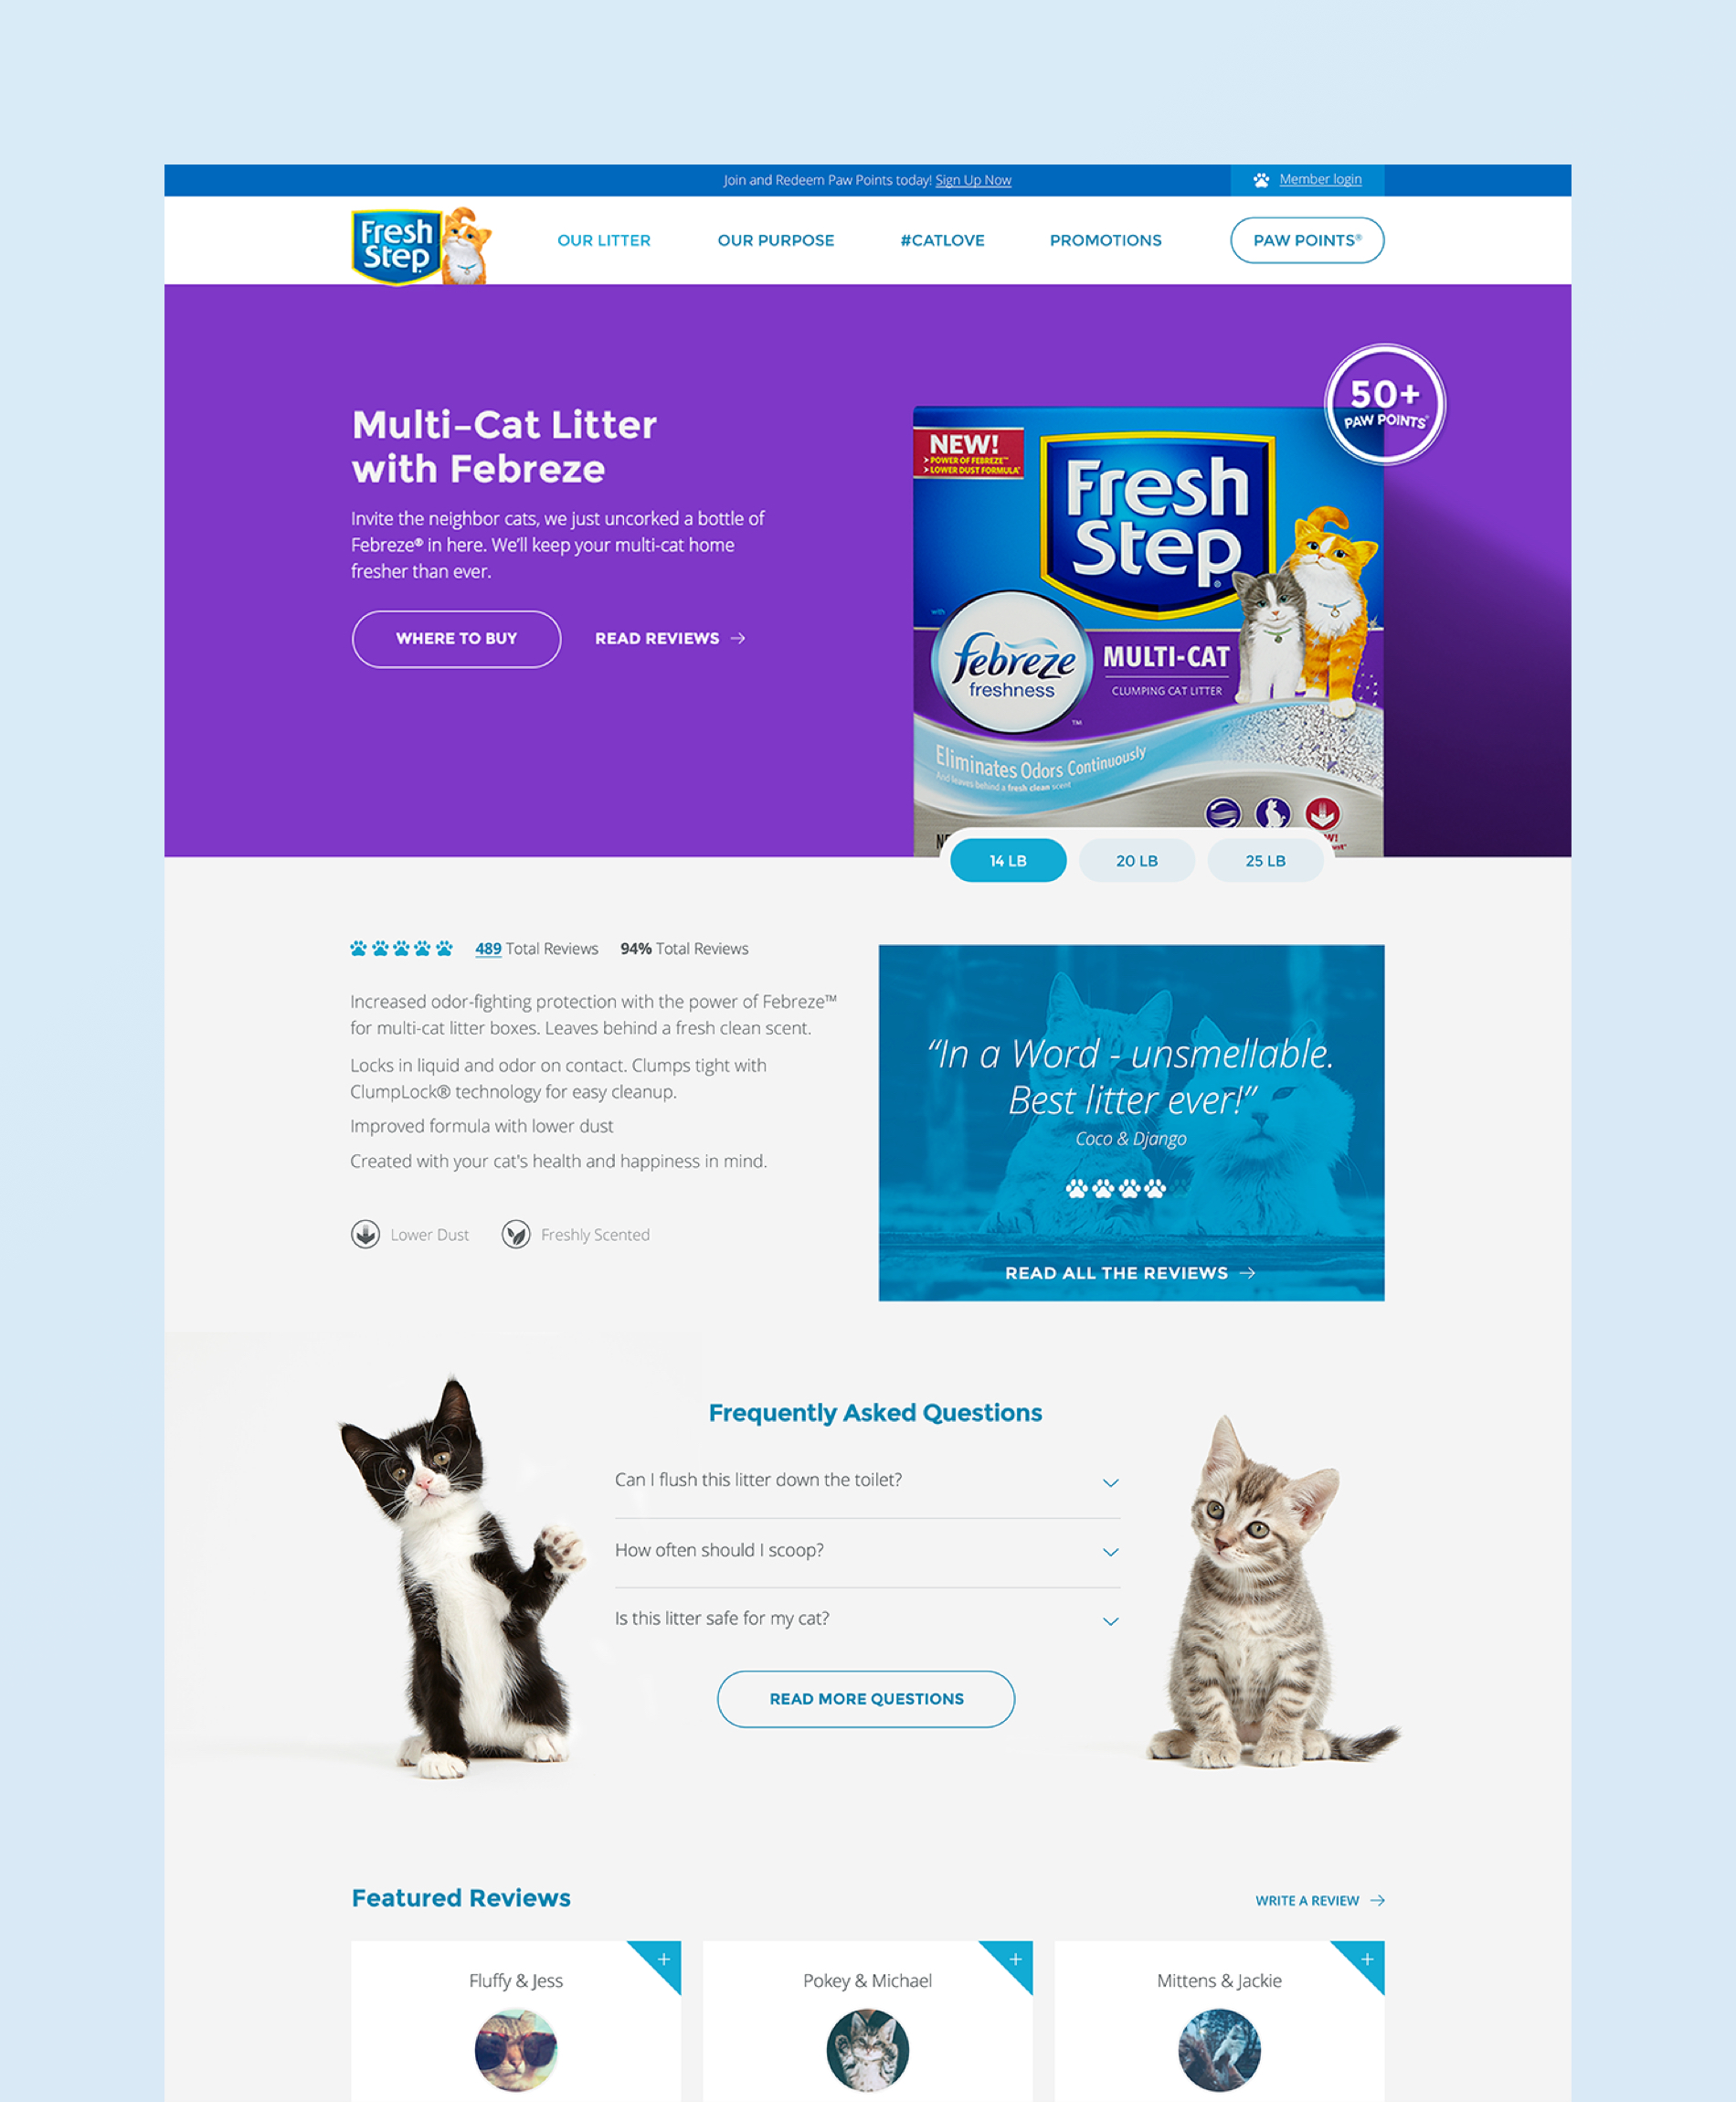 Join and Redeem Paw Points today! Sign Up Now
Member login
Fresh
Step
OUR LITTER
OUR PURPOSE
#CATLOVE
PROMOTIONS
PAW POINTS®
Multi-Cat Litter
with Febreze
Invite the neighbor cats, we just uncorked a bottle of
Febreze® in here. We'll keep your multi-cat home
fresher than ever.
WHERE TO BUY
READ REVIEWS
50+
PAW POINTS®
NEW!
POWER OF FEBREZE™
LOWER DUST FORMULA*
Fresh
Step®
with
febreze
freshness
™
MULTI-CAT
CLUMPING CAT LITTER
Eliminates Odors Continuously
And leaves behind a fresh clean scent
14 LB
20 LB
25 LB
489 Total Reviews
94% Total Reviews
Increased odor-fighting protection with the power of Febreze™
for multi-cat litter boxes. Leaves behind a fresh clean scent.
Locks in liquid and odor on contact. Clumps tight with
ClumpLock® technology for easy cleanup.
Improved formula with lower dust
Created with your cat's health and happiness in mind.
Lower Dust
Freshly Scented
“In a Word - unsmellable.
Best litter ever!”
Coco & Django
READ ALL THE REVIEWS
Frequently Asked Questions
Can I flush this litter down the toilet?
How often should I scoop?
Is this litter safe for my cat?
READ MORE QUESTIONS
Featured Reviews
WRITE A REVIEW
Fluffy & Jess
Pokey & Michael
Mittens & Jackie